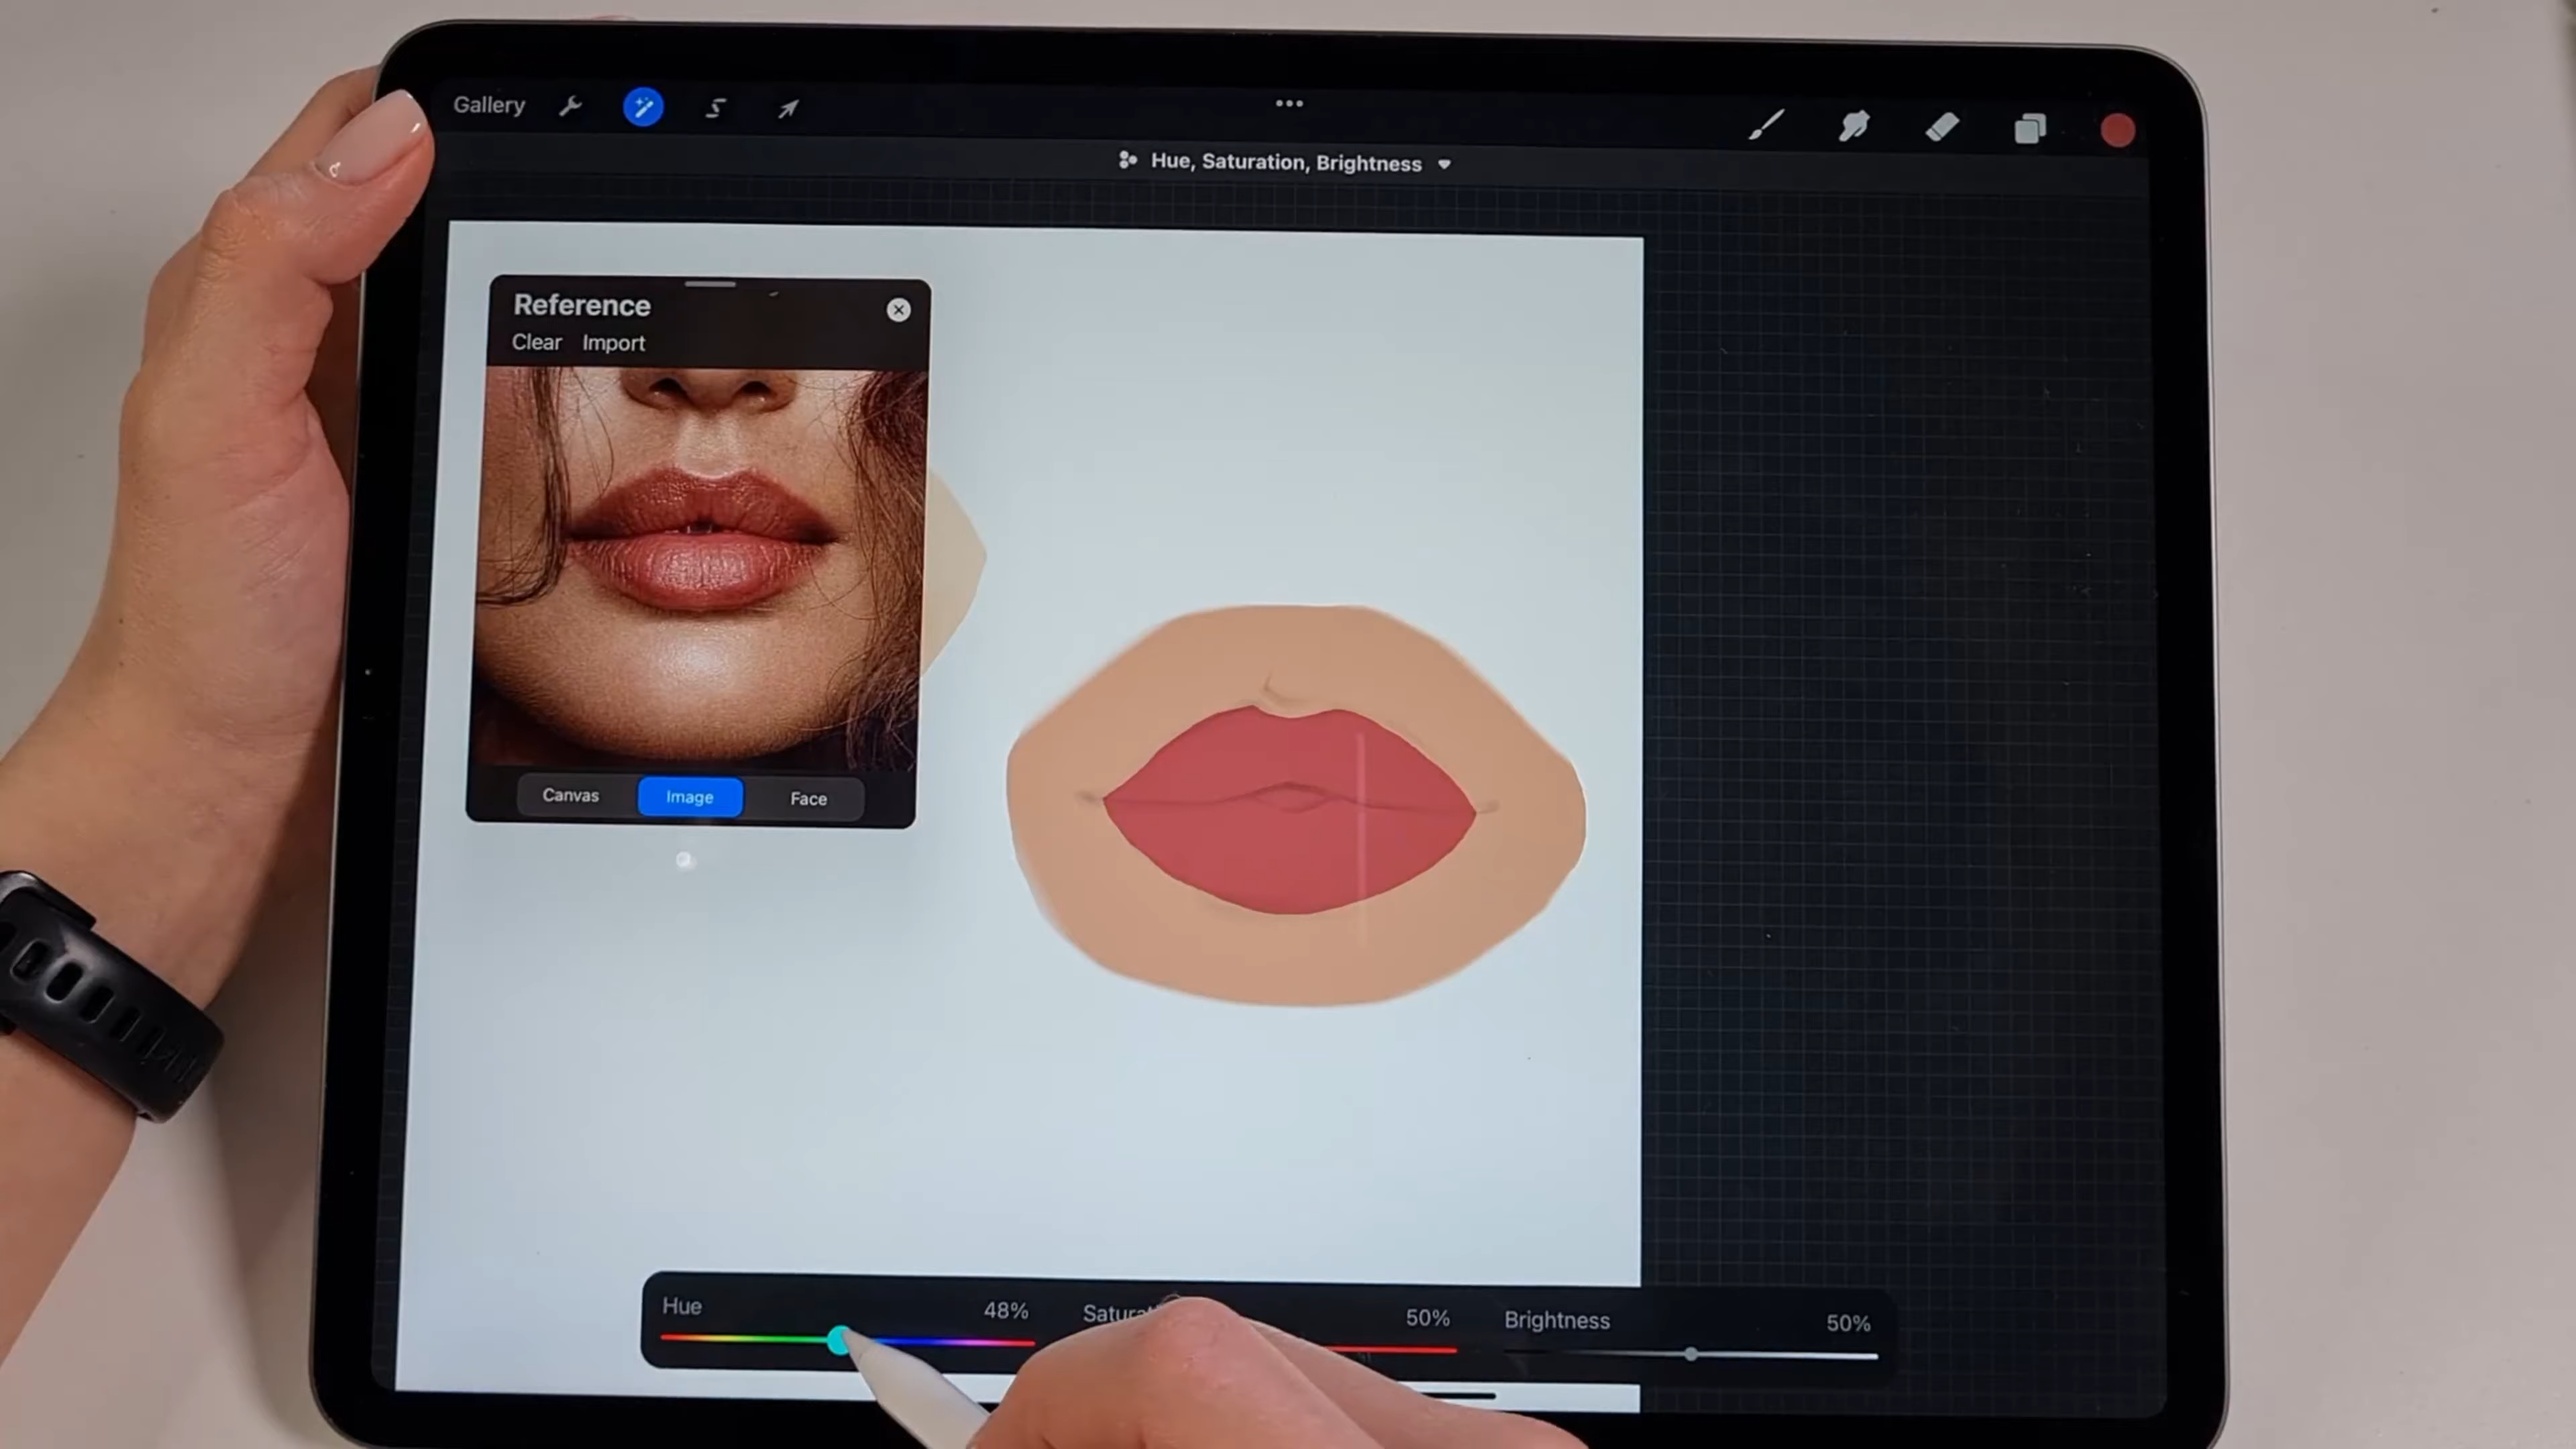 Gallery
Hue, Saturation, Brightness
Reference
Clear Import
Canvas Image Face
Hue 48% 50% Brightness 50%